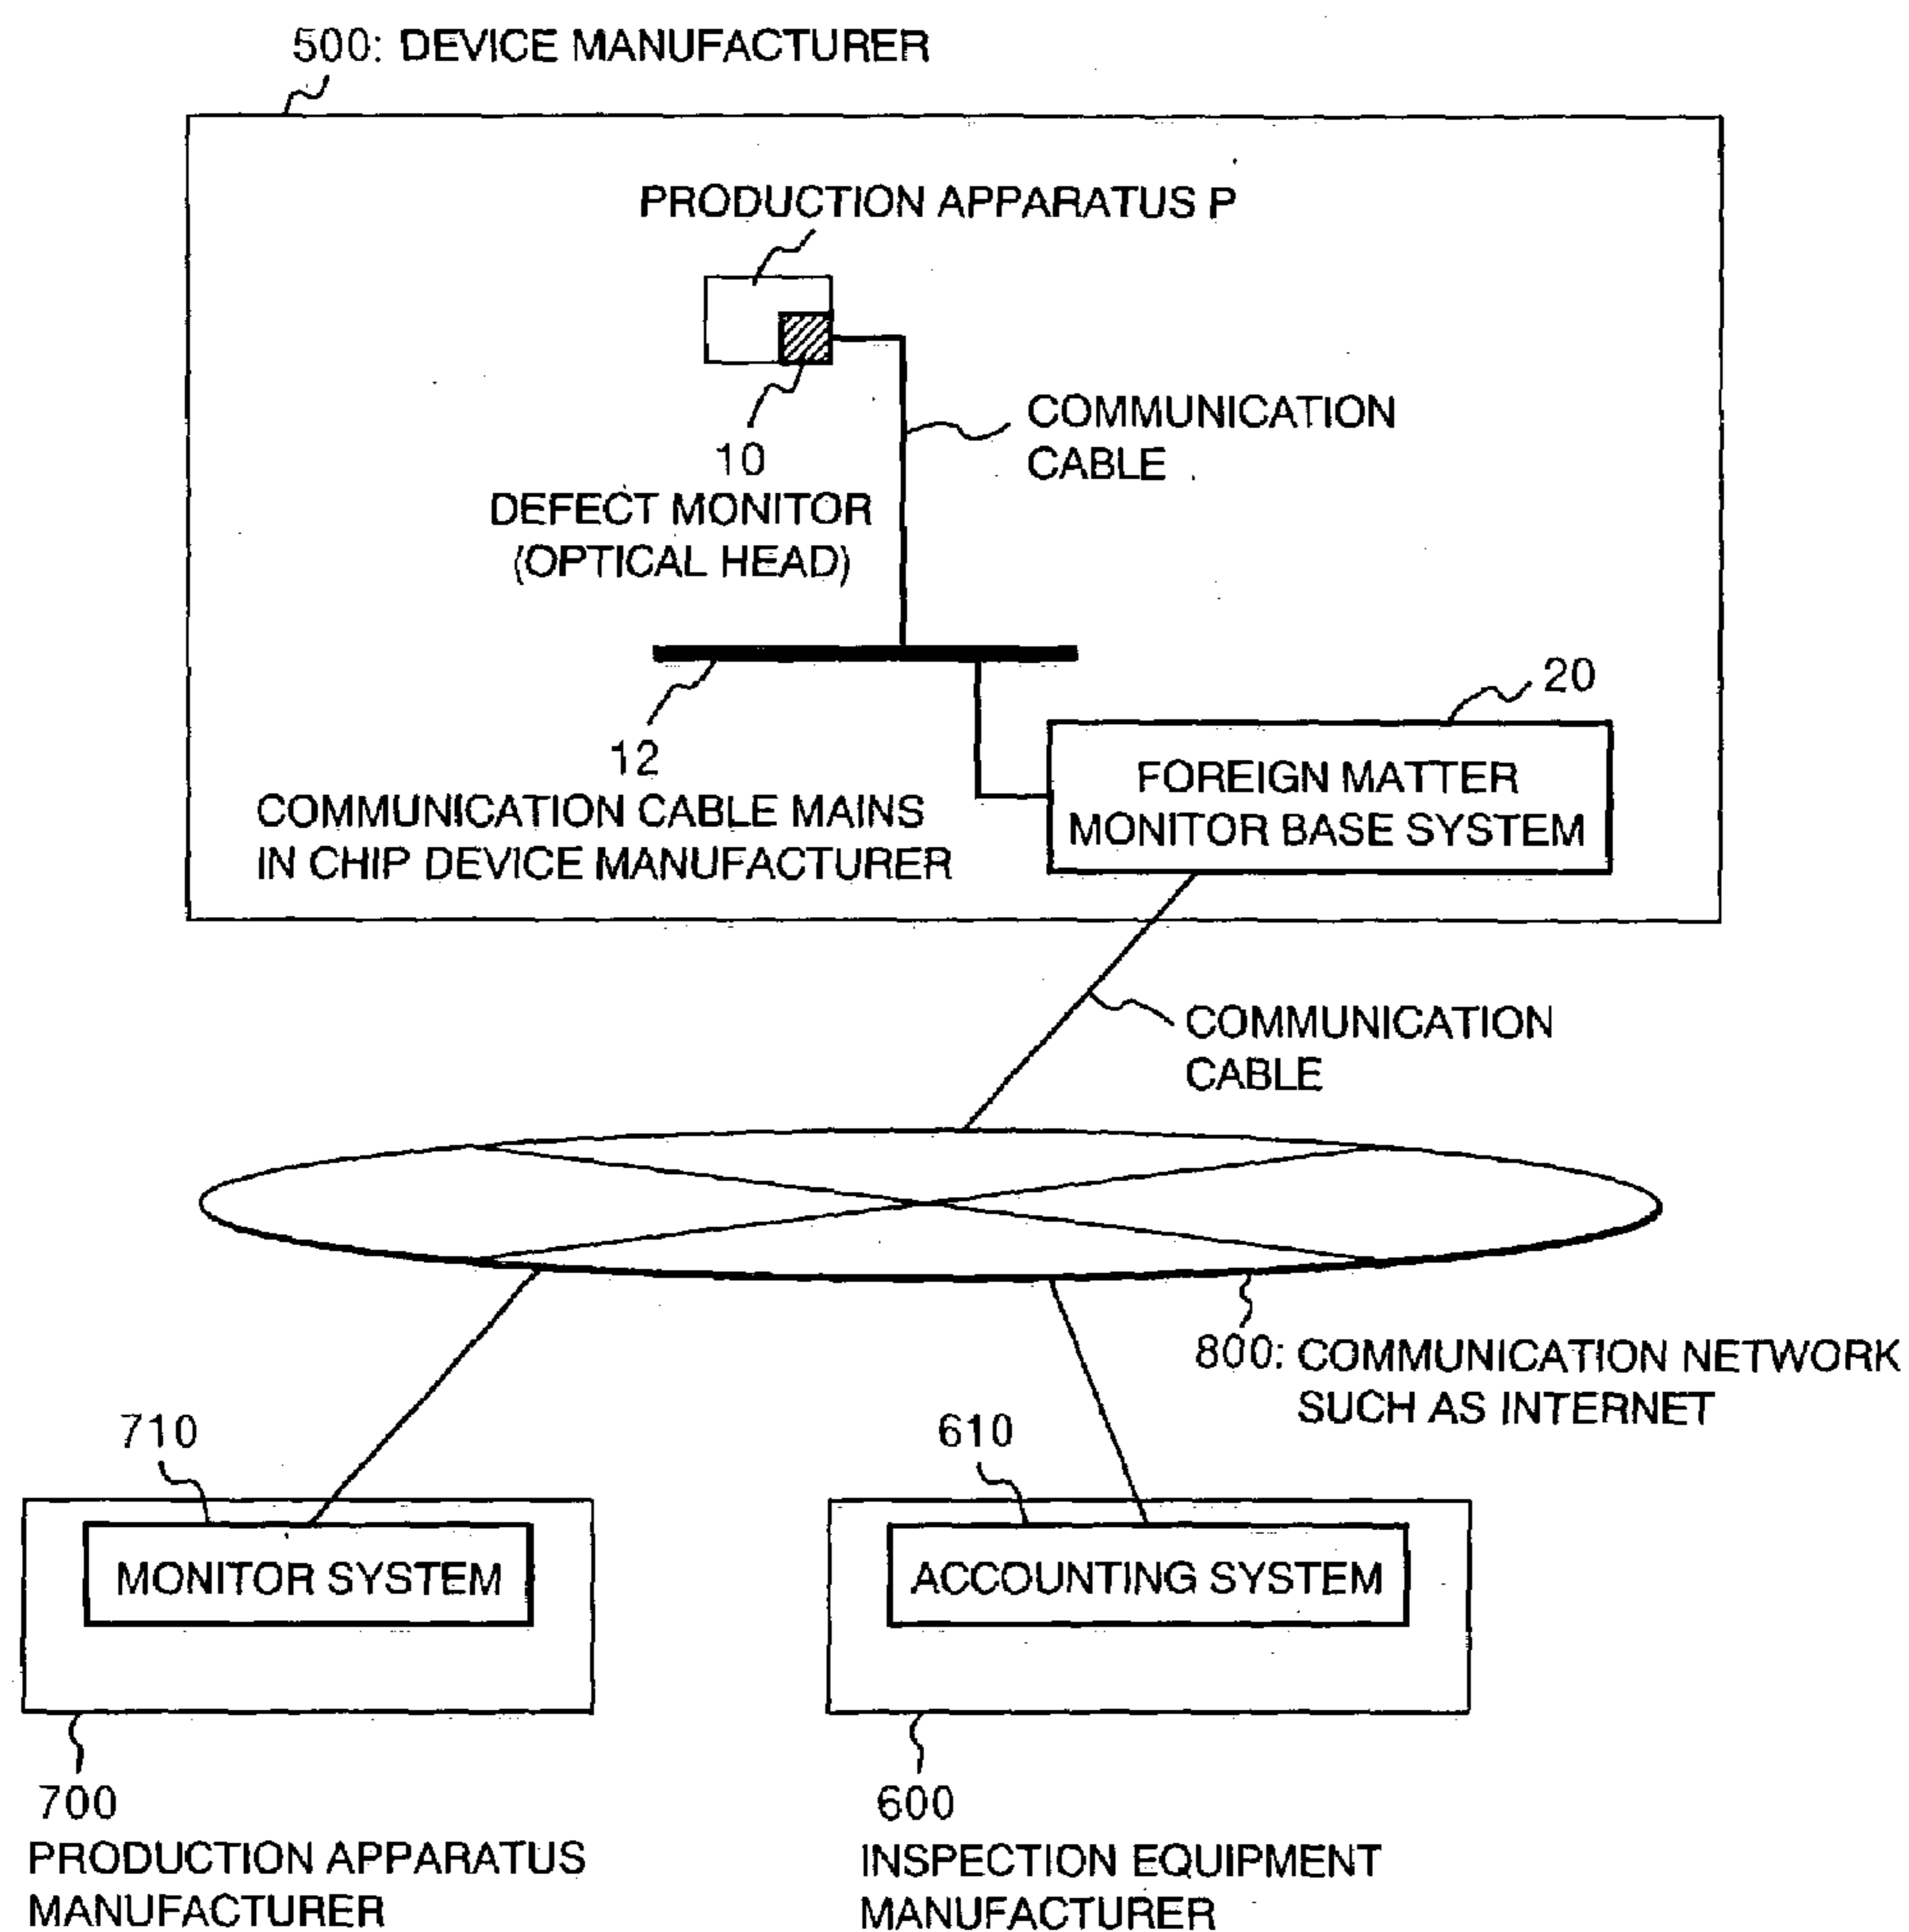 500: DEVICE MANUFACTURER
PRODUCTION APPARATUS P
COMMUNICATION
CABLE
10
DEFECT MONITOR
(OPTICAL HEAD)
20
12
FOREIGN MATTER
MONITOR BASE SYSTEM
COMMUNICATION CABLE MAINS
IN CHIP DEVICE MANUFACTURER
COMMUNICATION
CABLE
800: COMMUNICATION NETWORK
SUCH AS INTERNET
710
610
MONITOR SYSTEM
ACCOUNTING SYSTEM
700
PRODUCTION APPARATUS
MANUFACTURER
600
INSPECTION EQUIPMENT
MANUFACTURER